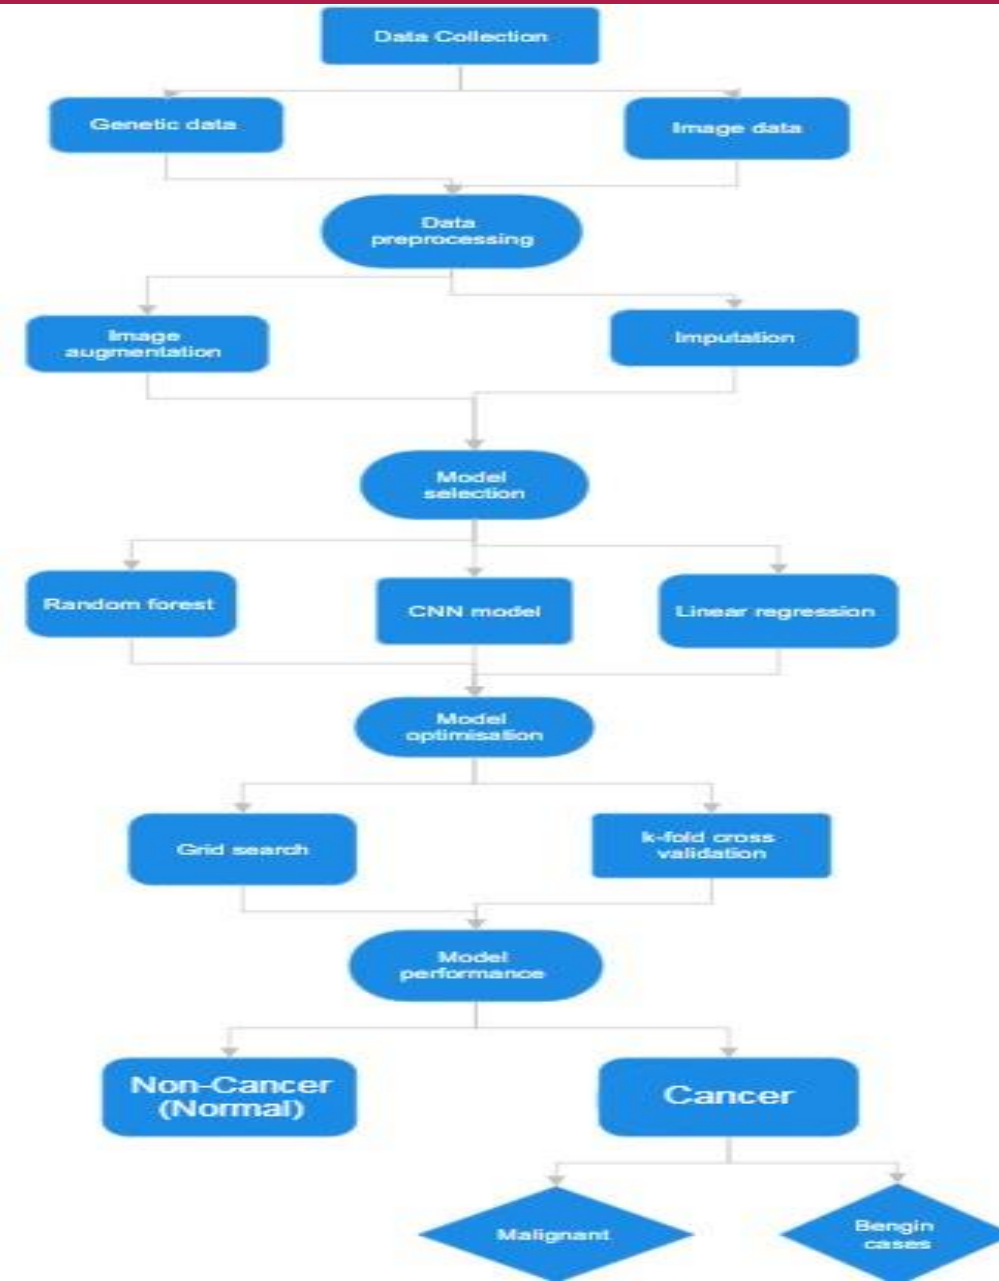 Data Collection
Genetic data
Image data
Data
preprocessing
Image
augmentation
Imputation
Model
selection
Random forest
CNN model
Linear regression
Model
optimisation
Grid search
k-fold cross
validation
Model
performance
Non-Cancer
(Normal)
Cancer
Malignant
Bengin
cases